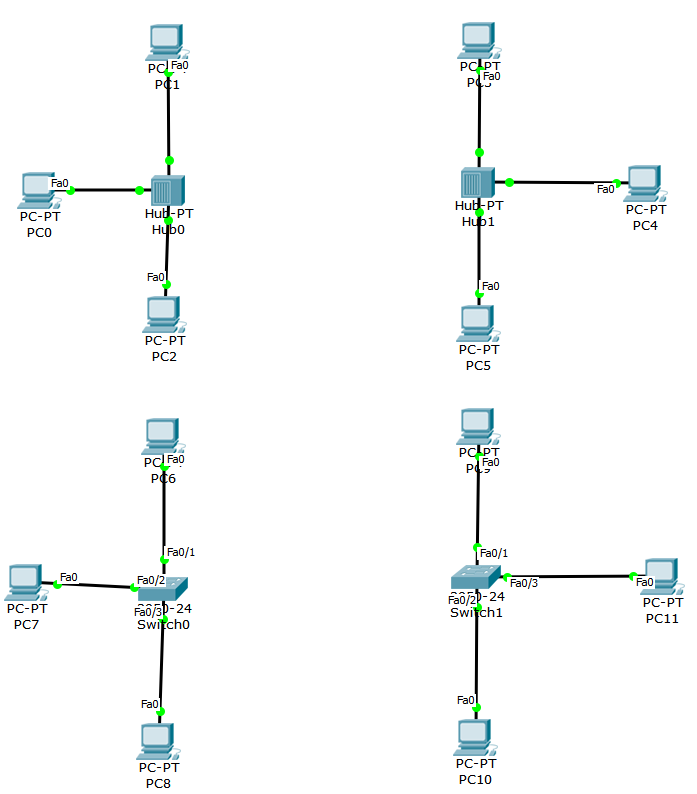 Fa0
PC1
Fa0
PC-PT
PC0
Hub-PT
Hub0
Fa0
PC-PT
PC2
PC-PT
Fa0
Hub-PT
Hub1
Fa0
PC-PT
PC4
Fa0
PC-PT
PC5
Fa0
PC6
Fa0/1
Fa0
PC-PT
PC7
Fa0/2
Fa0/3
Switch0
Fa0
PC-PT
PC8
PC-PT
Fa0
Fa0/1
Fa0/3
Fa0/2
Switch1
Fa0
PC-PT
PC11
Fa0
PC-PT
PC10